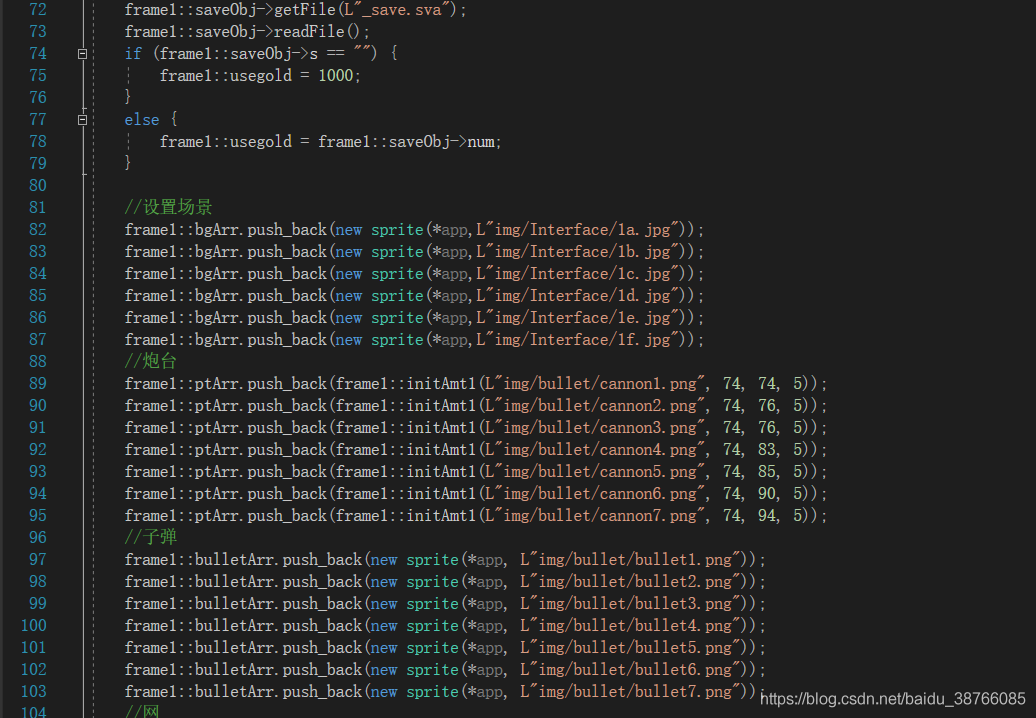 72 frame1::saveObj->getFile(L"_save.sva");
73 frame1::saveObj->readFile();
74 if (frame1::saveObj->s == "") {
75 frame1::usegold = 1000;
76 }
77 else {
78 frame1::usegold = frame1::saveObj->num;
79 }
80
81 //设置场景
82 frame1::bgArr.push_back(new sprite(*app,L"img/Interface/1a.jpg"));
83 frame1::bgArr.push_back(new sprite(*app,L"img/Interface/1b.jpg"));
84 frame1::bgArr.push_back(new sprite(*app,L"img/Interface/1c.jpg"));
85 frame1::bgArr.push_back(new sprite(*app,L"img/Interface/1d.jpg"));
86 frame1::bgArr.push_back(new sprite(*app,L"img/Interface/1e.jpg"));
87 frame1::bgArr.push_back(new sprite(*app,L"img/Interface/1f.jpg"));
88 //炮台
89 frame1::ptArr.push_back(frame1::initAmt1(L"img/bullet/cannon1.png", 74, 74, 5));
90 frame1::ptArr.push_back(frame1::initAmt1(L"img/bullet/cannon2.png", 74, 76, 5));
91 frame1::ptArr.push_back(frame1::initAmt1(L"img/bullet/cannon3.png", 74, 76, 5));
92 frame1::ptArr.push_back(frame1::initAmt1(L"img/bullet/cannon4.png", 74, 83, 5));
93 frame1::ptArr.push_back(frame1::initAmt1(L"img/bullet/cannon5.png", 74, 85, 5));
94 frame1::ptArr.push_back(frame1::initAmt1(L"img/bullet/cannon6.png", 74, 90, 5));
95 frame1::ptArr.push_back(frame1::initAmt1(L"img/bullet/cannon7.png", 74, 94, 5));
96 //子弹
97 frame1::bulletArr.push_back(new sprite(*app, L"img/bullet/bullet1.png"));
98 frame1::bulletArr.push_back(new sprite(*app, L"img/bullet/bullet2.png"));
99 frame1::bulletArr.push_back(new sprite(*app, L"img/bullet/bullet3.png"));
100 frame1::bulletArr.push_back(new sprite(*app, L"img/bullet/bullet4.png"));
101 frame1::bulletArr.push_back(new sprite(*app, L"img/bullet/bullet5.png"));
102 frame1::bulletArr.push_back(new sprite(*app, L"img/bullet/bullet6.png"));
103 frame1::bulletArr.push_back(new sprite(*app, L"img/bullet/bullet7.png"));
https://blog.csdn.net/baidu_38766085
104 //网